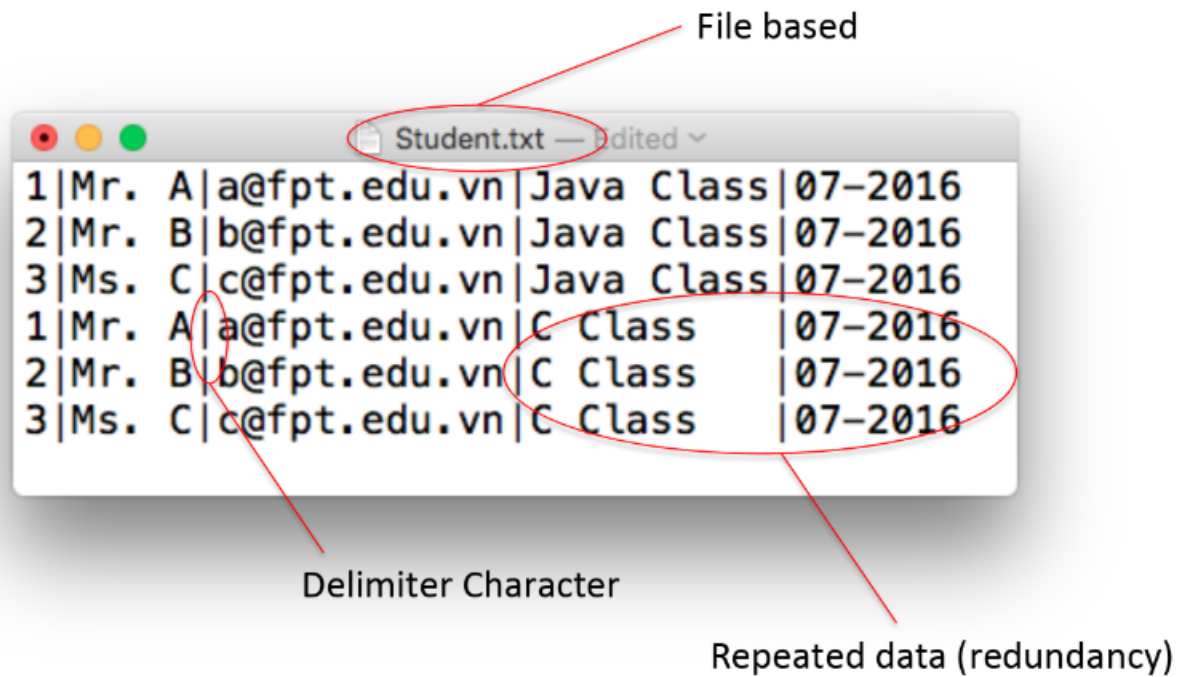 File based
Student.txt — Edited
1|Mr. A|a@fpt.edu.vn|Java Class|07-2016
2|Mr. B|b@fpt.edu.vn|Java Class|07-2016
3|Ms. C|c@fpt.edu.vn|Java Class|07-2016
1|Mr. A|a@fpt.edu.vn|C Class   |07-2016
2|Mr. B|b@fpt.edu.vn|C Class   |07-2016
3|Ms. C|c@fpt.edu.vn|C Class   |07-2016
Delimiter Character
Repeated data (redundancy)